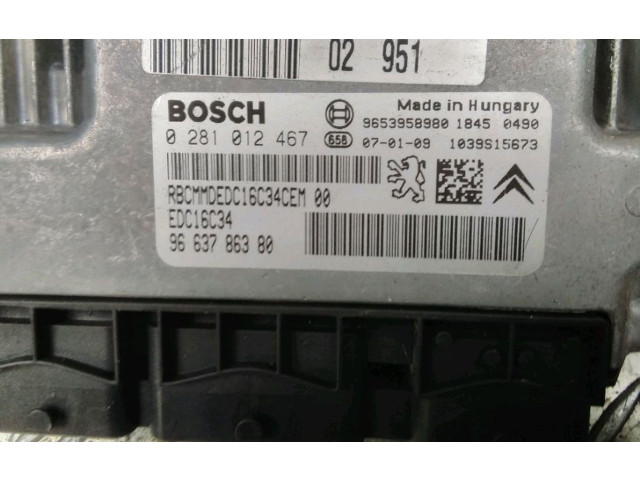 02 951
BOSCH
Made in Hungary
0 281 012 467
658
9653958980 1845 0490
07-01-09 1039S15673
RBCMMDEDC16C34CEM 00
EDC16C34
96 637 863 80